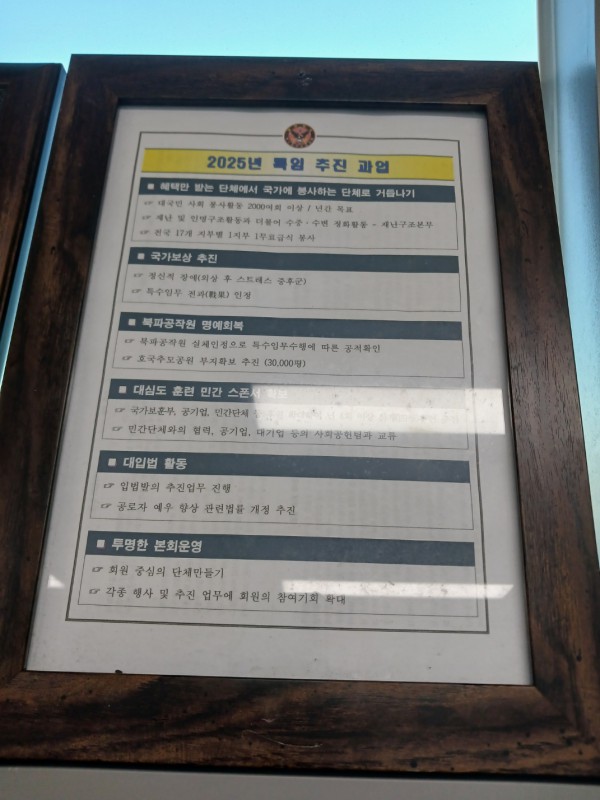 2025년 특임 추진 과업
■ 혜택만 받는 단체에서 국가에 봉사하는 단체로 거듭나기
☞ 대국민 사회 봉사활동 2000여회 이상 / 년간 목표
☞ 재난 및 인명구조활동과 더불어 수중·수변 정화활동 - 재난구조본부
☞ 전국 17개 지부별 1지부 1무료급식 봉사
■ 국가보상 추진
☞ 정신적 장애(외상 후 스트레스 증후군)
☞ 특수임무 전과(戰果) 인정
■ 북파공작원 명예회복
☞ 북파공작원 실체인정으로 특수임무수행에 따른 공적확인
☞ 호국추모공원 부지확보 추진 (30,000평)
■ 대심도 훈련 민간 스폰서 확보
☞ 국가보훈부, 공기업, 민간단체
☞ 민간단체와의 협력, 공기업, 대기업 등의 사회공헌팀과 교류
■ 대입법 활동
☞ 입법발의 추진업무 진행
☞ 공로자 예우 향상 관련법률 개정 추진
■ 투명한 본회운영
☞ 회원 중심의 단체만들기
☞ 각종 행사 및 추진 업무에 회원의 참여기회 확대